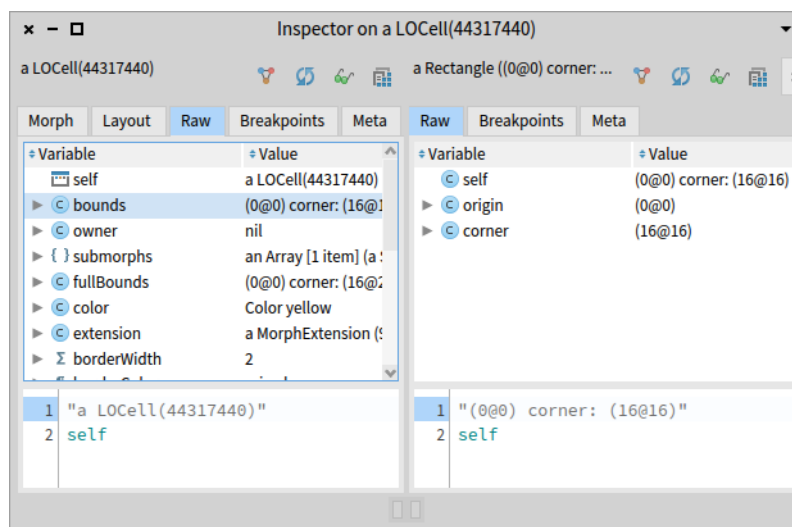 Inspector on a LOCell(44317440)
a LOCell(44317440)
Morph Layout Raw Breakpoints Meta
Variable Value
self a LOCell(44317440)
bounds (0@0) corner: (16@1
owner nil
{ } submorphs an Array [1 item] (a S
fullBounds (0@0) corner: (16@2
color Color yellow
extension a MorphExtension (9
Σ borderWidth 2
1 "a LOCell(44317440)"
2 self
a Rectangle ((0@0) corner: ...
Raw Breakpoints Meta
Variable Value
self (0@0) corner: (16@16)
origin (0@0)
corner (16@16)
1 "(0@0) corner: (16@16)"
2 self